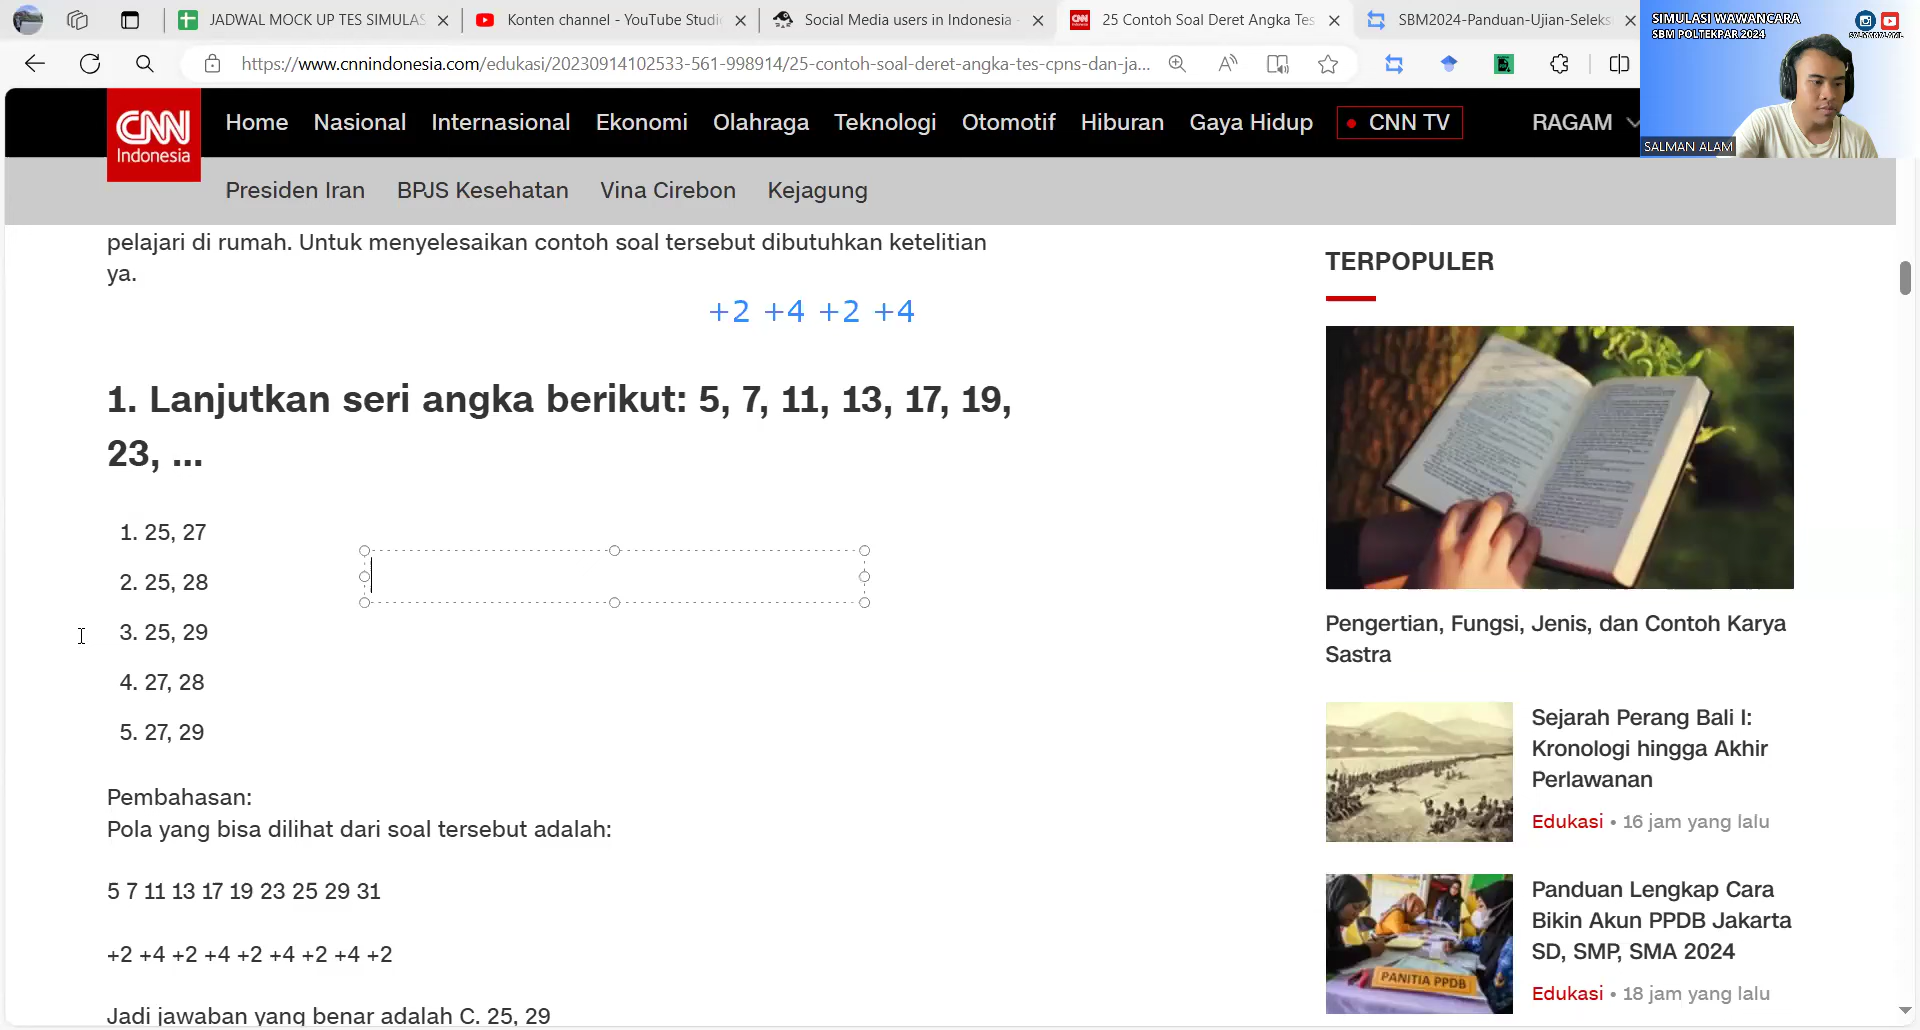 JADWAL MOCK UP TES SIMULAS
Konten channel - YouTube Studi
Social Media users in Indonesia -
25 Contoh Soal Deret Angka Tes
SBM2024-Panduan-Ujian-Seleks
https://www.cnnindonesia.com/edukasi/20230914102533-561-998914/25-contoh-soal-deret-angka-tes-cpns-dan-ja...
SIMULASI WAWANCARA
SBM POLTEKPAR 2024
SALMAN ALAM
CNN
Indonesia
Home Nasional Internasional Ekonomi Olahraga Teknologi Otomotif Hiburan Gaya Hidup CNN TV RAGAM
Presiden Iran BPJS Kesehatan Vina Cirebon Kejagung
pelajari di rumah. Untuk menyelesaikan contoh soal tersebut dibutuhkan ketelitian
ya.
+2 +4 +2 +4
1. Lanjutkan seri angka berikut: 5, 7, 11, 13, 17, 19,
23, ...
1. 25, 27
2. 25, 28
3. 25, 29
4. 27, 28
5. 27, 29
Pembahasan:
Pola yang bisa dilihat dari soal tersebut adalah:
5 7 11 13 17 19 23 25 29 31
+2 +4 +2 +4 +2 +4 +2 +4 +2
Jadi jawaban yang benar adalah C. 25, 29
TERPOPULER
Pengertian, Fungsi, Jenis, dan Contoh Karya
Sastra
Sejarah Perang Bali I:
Kronologi hingga Akhir
Perlawanan
Edukasi • 16 jam yang lalu
PANITIA PPDB
Panduan Lengkap Cara
Bikin Akun PPDB Jakarta
SD, SMP, SMA 2024
Edukasi • 18 jam yang lalu